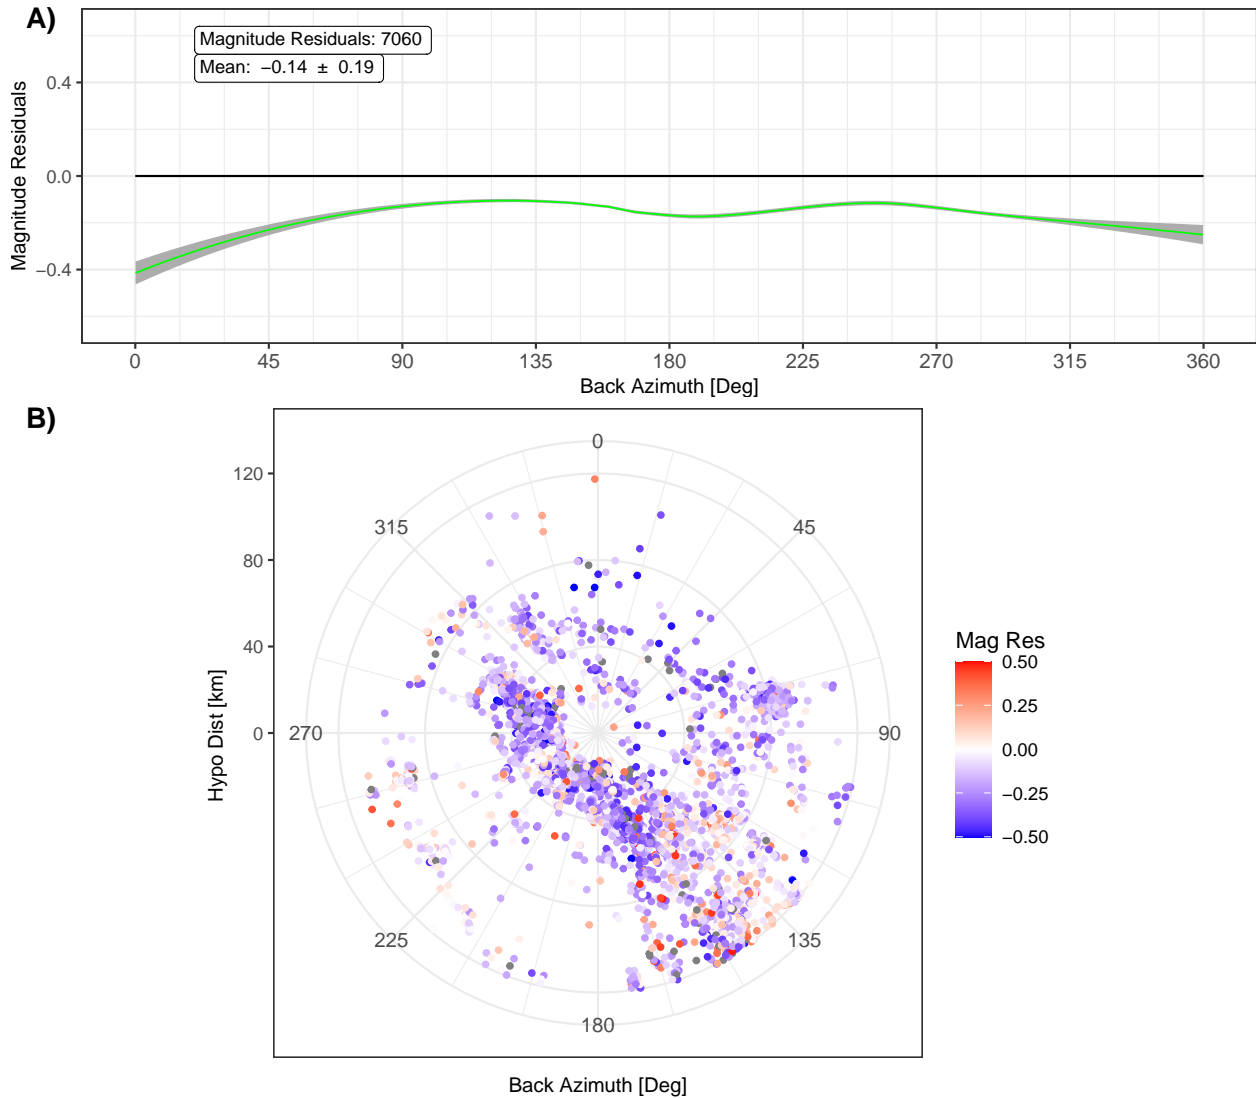 A)
Magnitude Residuals: 7060
Mean: −0.14 ± 0.19
Magnitude Residuals
0.4
0.0
−0.4
0 45 90 135 180 225 270 315 360
Back Azimuth [Deg]
B)
Hypo Dist [km]
120
80
40
0
0
45
90
135
180
225
270
315
Back Azimuth [Deg]
Mag Res
0.50
0.25
0.00
−0.25
−0.50